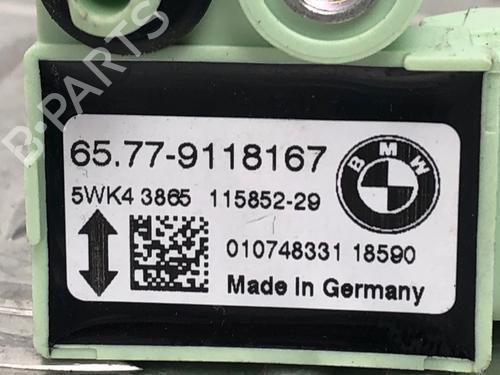 65.77-9118167
BMW
5WK4 3865 115852-29
010748331 18590
Made in Germany
B-PARTS